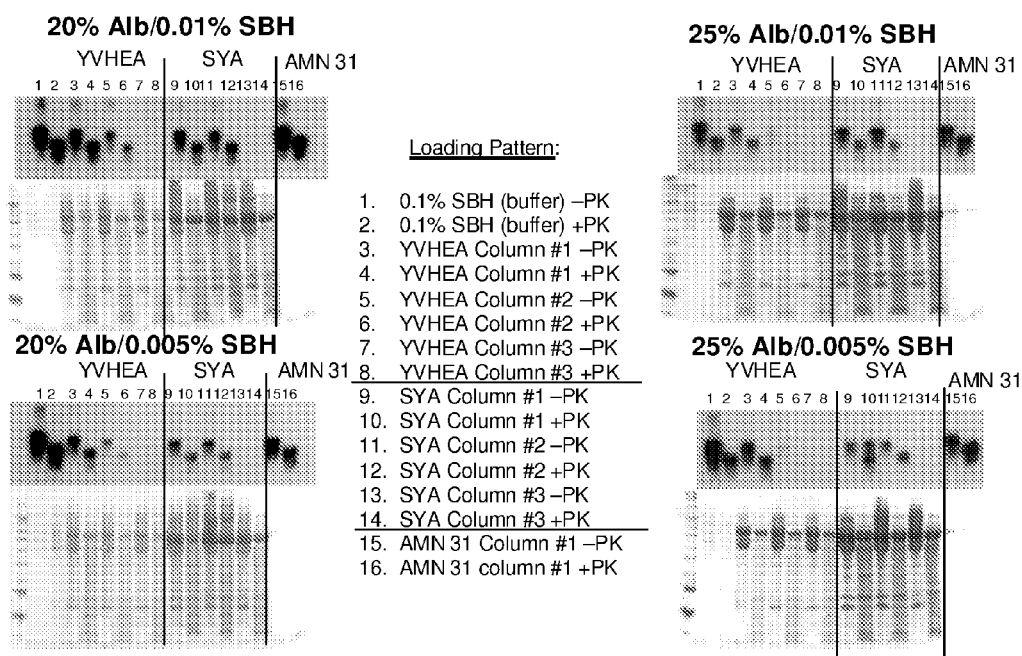 20% Alb/0.01% SBH
YVHEA SYA AMN 31
1 2 3 4 5 6 7 8 9 10 11 12 13 14 15 16
25% Alb/0.01% SBH
YVHEA SYA AMN 31
1 2 3 4 5 6 7 8 9 10 11 12 13 14 15 16
Loading Pattern:
1. 0.1% SBH (buffer) –PK
2. 0.1% SBH (buffer) +PK
3. YVHEA Column #1 –PK
4. YVHEA Column #1 +PK
5. YVHEA Column #2 –PK
6. YVHEA Column #2 +PK
7. YVHEA Column #3 –PK
8. YVHEA Column #3 +PK
9. SYA Column #1 –PK
10. SYA Column #1 +PK
11. SYA Column #2 –PK
12. SYA Column #2 +PK
13. SYA Column #3 –PK
14. SYA Column #3 +PK
15. AMN 31 Column #1 –PK
16. AMN 31 column #1 +PK
20% Alb/0.005% SBH
YVHEA SYA AMN 31
1 2 3 4 5 6 7 8 9 10 11 12 13 14 15 16
25% Alb/0.005% SBH
YVHEA SYA AMN 31
1 2 3 4 5 6 7 8 9 10 11 12 13 14 15 16